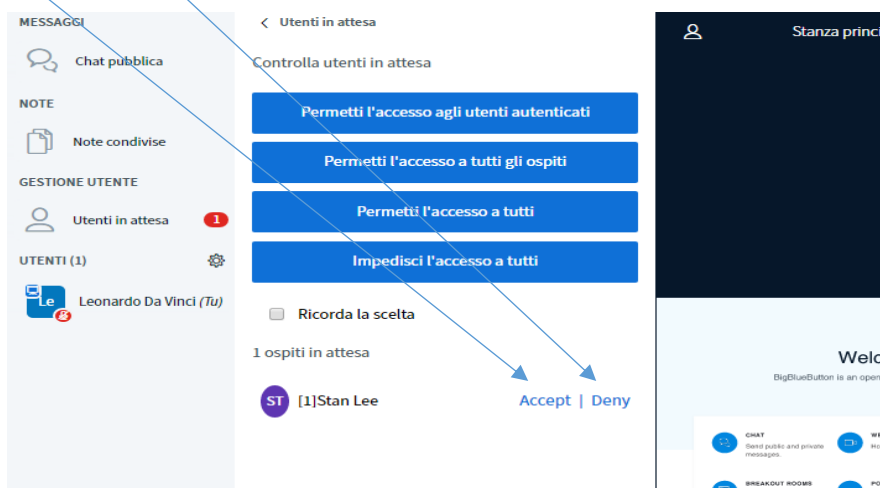 MESSAGGI
Chat pubblica
NOTE
Note condivise
GESTIONE UTENTE
Utenti in attesa 1
UTENTI (1)
Le Leonardo Da Vinci (Tu)
< Utenti in attesa
Controlla utenti in attesa
Permetti l'accesso agli utenti autenticati
Permetti l'accesso a tutti gli ospiti
Permetti l'accesso a tutti
Impedisci l'accesso a tutti
Ricorda la scelta
1 ospiti in attesa
ST [1]Stan Lee Accept | Deny
Stanza princi
Welc
BigBlueButton is an open
CHAT
Send public and private
messages.
WE
Ho
BREAKOUT ROOMS
PO